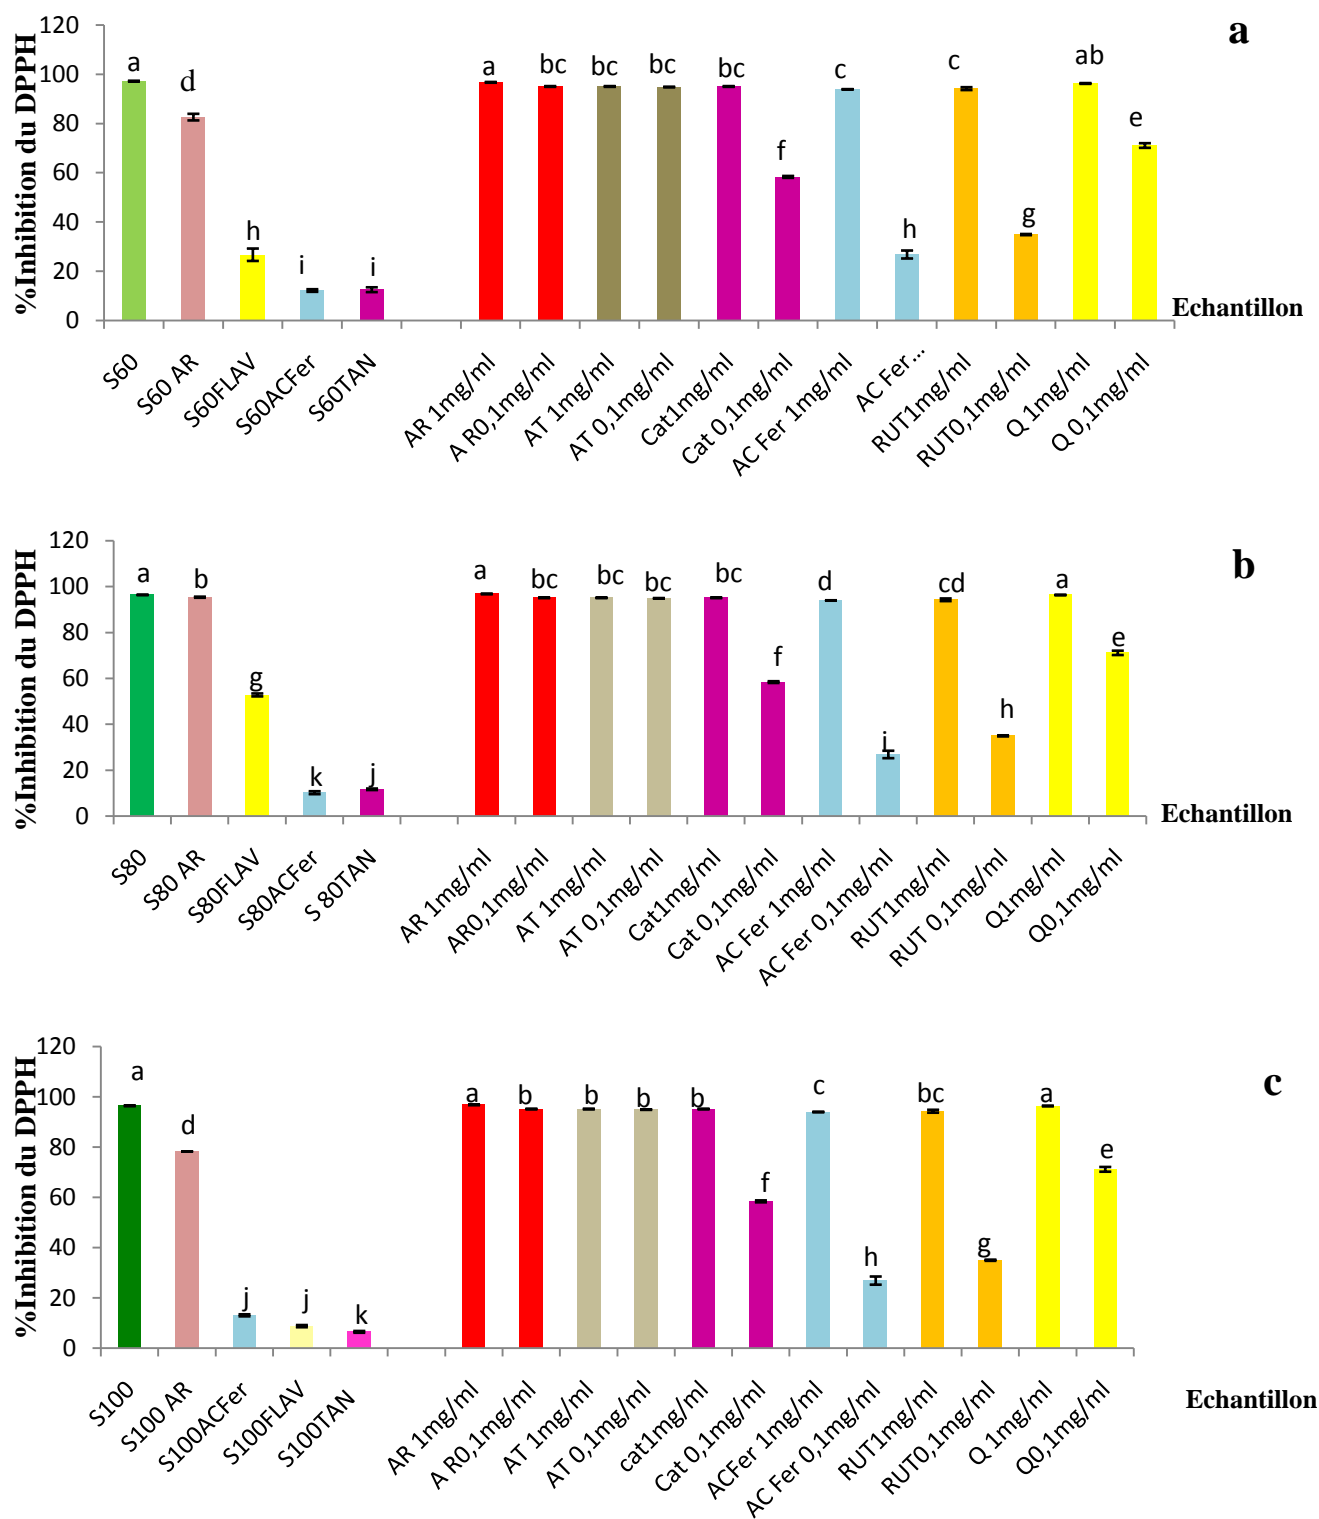 a
%Inhibition du DPPH
120
100
80
60
40
20
0
a d h i i a bc bc bc bc f c h c g ab e
Echantillon
S60 S60 AR S60FLAV S60ACFer S60TAN AR 1mg/ml A R0,1mg/ml AT 1mg/ml AT 0,1mg/ml Cat1mg/ml Cat 0,1mg/ml AC Fer 1mg/ml AC Fer... RUT1mg/ml RUT0,1mg/ml Q 1mg/ml Q 0,1mg/ml
b
%Inhibition du DPPH
120
100
80
60
40
20
0
a b g k j a bc bc bc bc f d i cd h a e
Echantillon
S80 S80 AR S80FLAV S80ACFer S 80TAN AR 1mg/ml AR0,1mg/ml AT 1mg/ml AT 0,1mg/ml Cat1mg/ml Cat 0,1mg/ml AC Fer 1mg/ml AC Fer 0,1mg/ml RUT1mg/ml RUT 0,1mg/ml Q1mg/ml Q0,1mg/ml
c
%Inhibition du DPPH
120
100
80
60
40
20
0
a d j j k a b b b b f c h bc g a e
Echantillon
S100 S100 AR S100ACFer S100FLAV S100TAN AR 1mg/ml A R0,1mg/ml AT 1mg/ml AT 0,1mg/ml cat1mg/ml Cat 0,1mg/ml ACFer 1mg/ml AC Fer 0,1mg/ml RUT1mg/ml RUT0,1mg/ml Q 1mg/ml Q0,1mg/ml